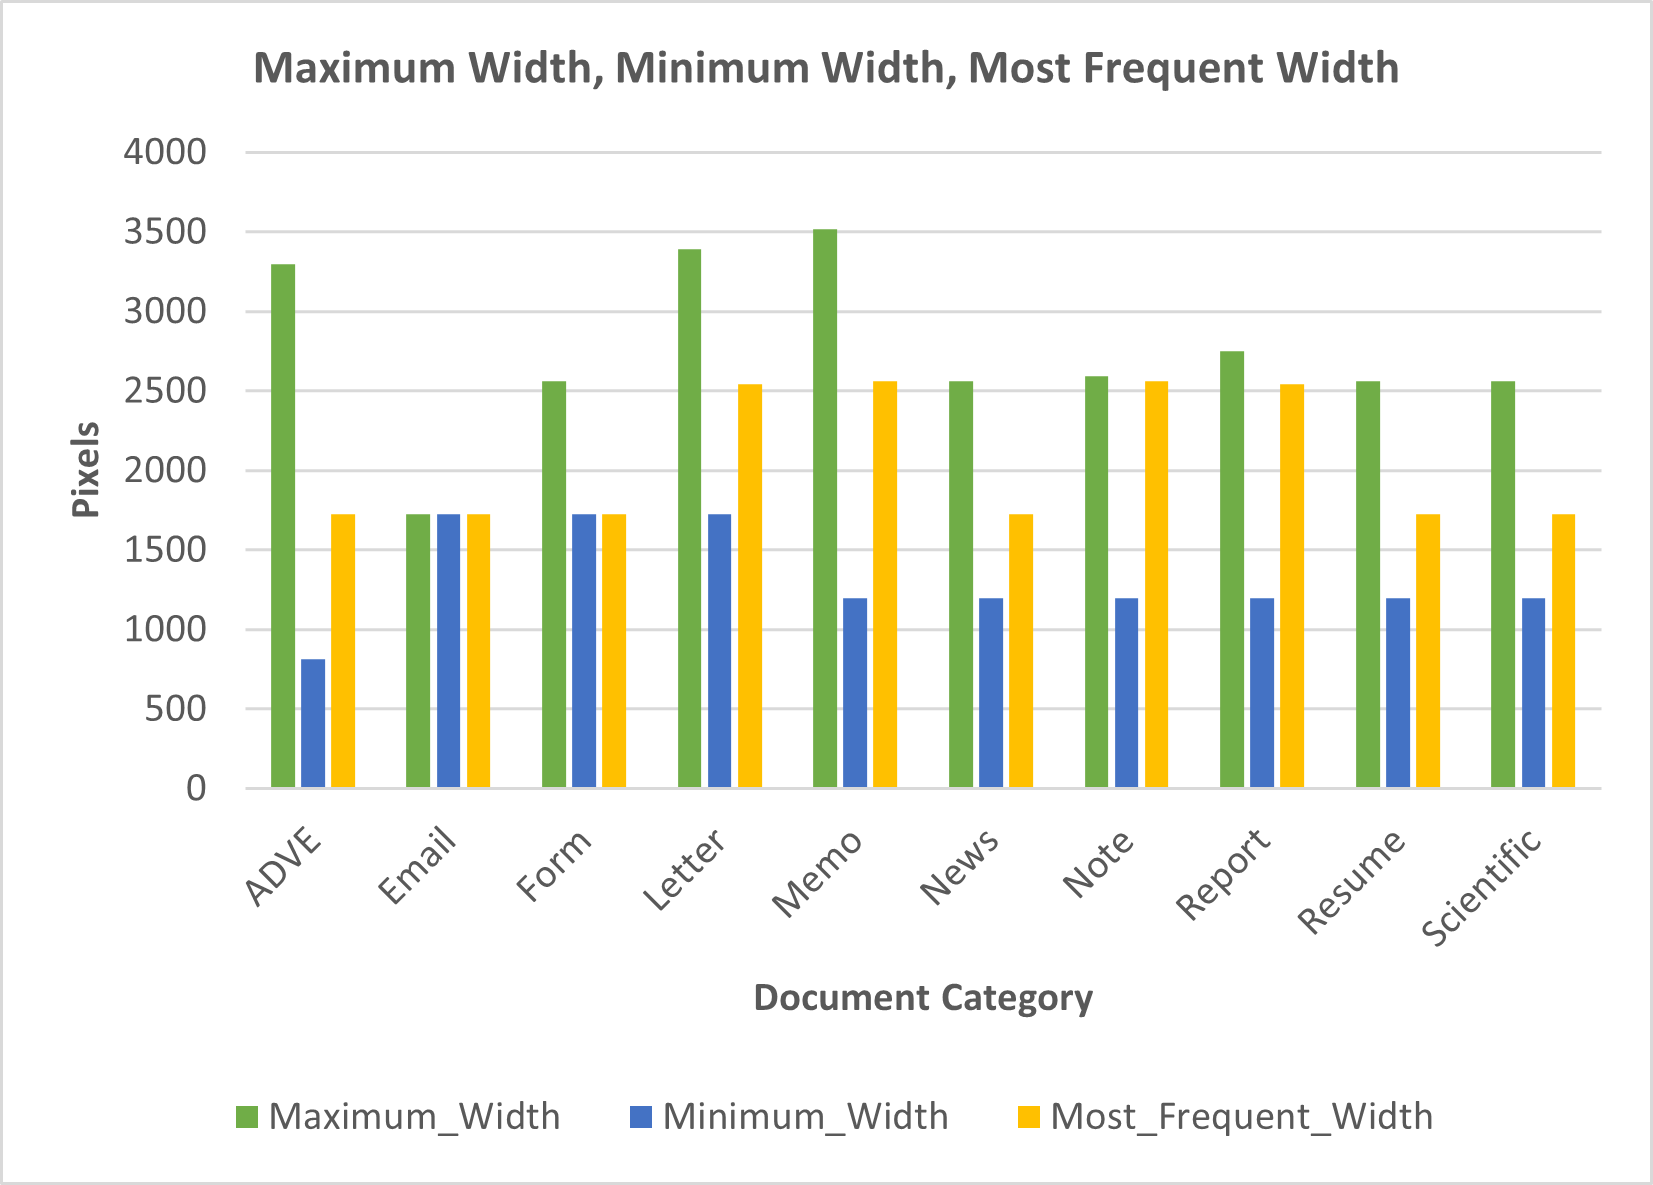 Maximum Width, Minimum Width, Most Frequent Width
4000
3500
3000
2500
2000
1500
1000
500
0
Pixels
ADVE
Email
Form
Letter
Memo
News
Note
Report
Resume
Scientific
Document Category
Maximum_Width Minimum_Width Most_Frequent_Width